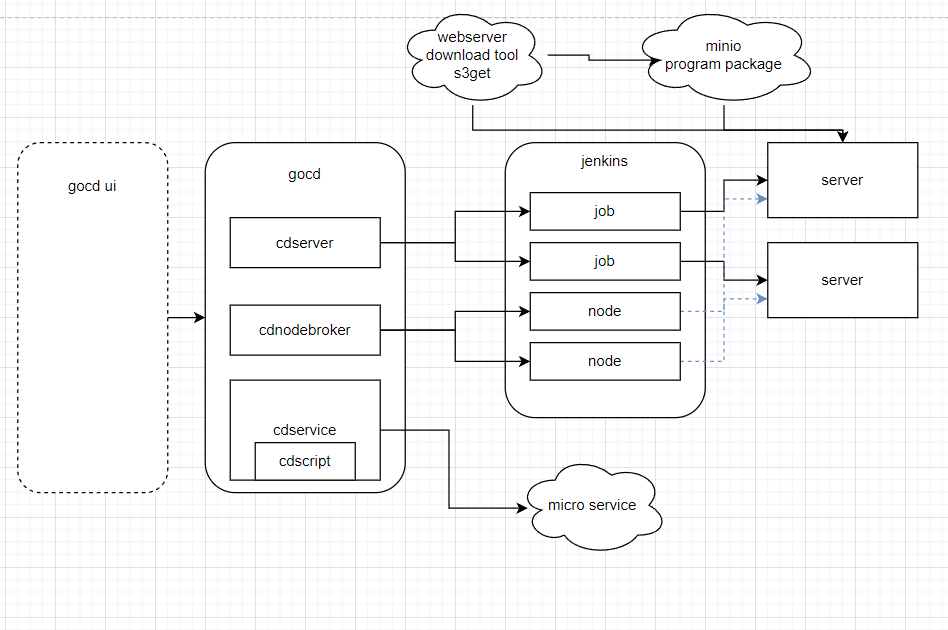 webserver
download tool
s3get
minio
program package
gocd ui
gocd
cdserver
cdnodebroker
cdservice
cdscript
jenkins
job
job
node
node
server
server
micro service